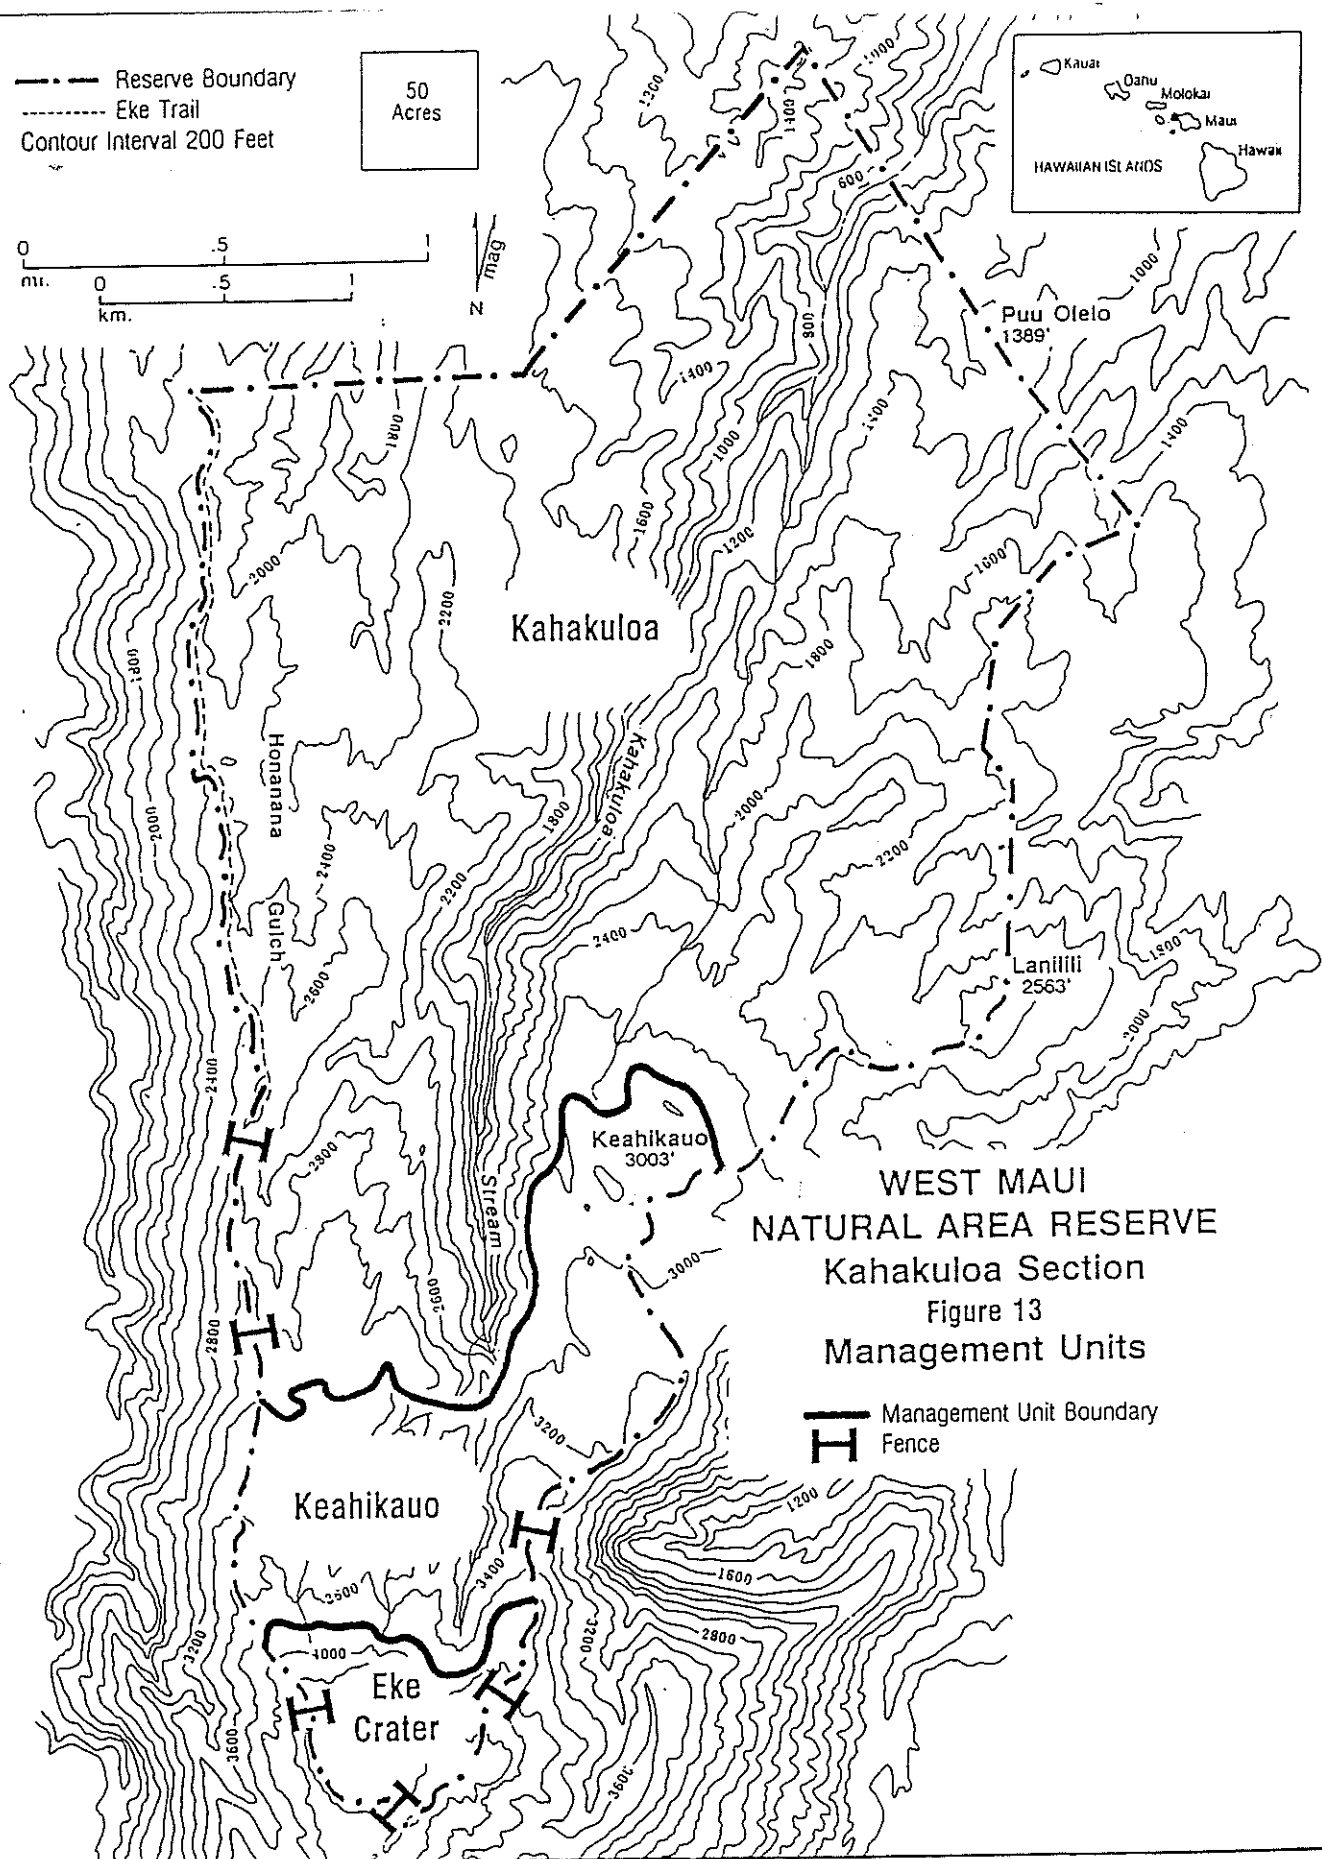 Reserve Boundary
Eke Trail
Contour Interval 200 Feet
50
Acres
Kauai
Oahu
Molokai
Maui
Hawaii
HAWAIIAN ISLANDS
0 .5 1
mi.
0 .5 1
km.
mag
N
1200
1400
1000
600
1000
Puu Olelo
1389'
800
1400
1800
1400
1400
1000
1600
1200
1600
2000
2200
Kahakuloa
1800
1800
Honanana
Gulch
Kahakuloa
Stream
2000
1800
2000
2400
2200
2200
2400
2600
Lanilili
2563'
1800
2000
2400
2800
Keahikauo
3003'
3000
2600
2800
WEST MAUI
NATURAL AREA RESERVE
Kahakuloa Section
Figure 13
Management Units
Management Unit Boundary
Fence
3200
Keahikauo
1200
1600
3400
3200
2800
3200
4000
Eke
Crater
3600
3600